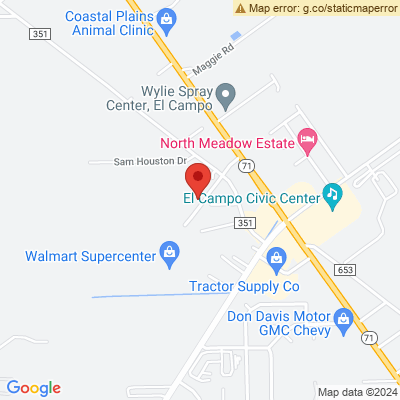 Map error: g.co/staticmaperror
Coastal Plains
Animal Clinic
351
Maggie Rd
Wylie Spray
Center, El Campo
North Meadow Estate
Sam Houston Dr
71
El Campo Civic Center
351
Walmart Supercenter
653
Tractor Supply Co
Don Davis Motor
GMC Chevy
71
Google
Map data ©2024